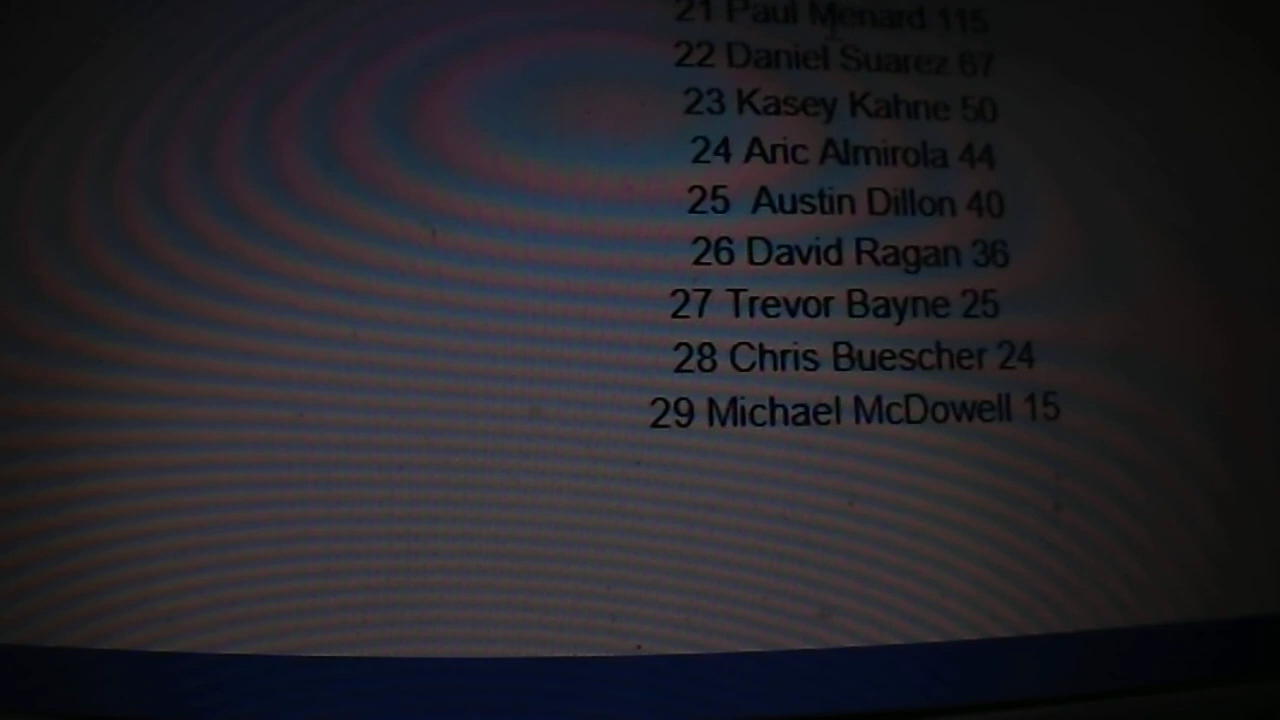 21 Paul Menard 115
22 Daniel Suarez 67
23 Kasey Kahne 50
24 Aric Almirola 44
25 Austin Dillon 40
26 David Ragan 36
27 Trevor Bayne 25
28 Chris Buescher 24
29 Michael McDowell 15